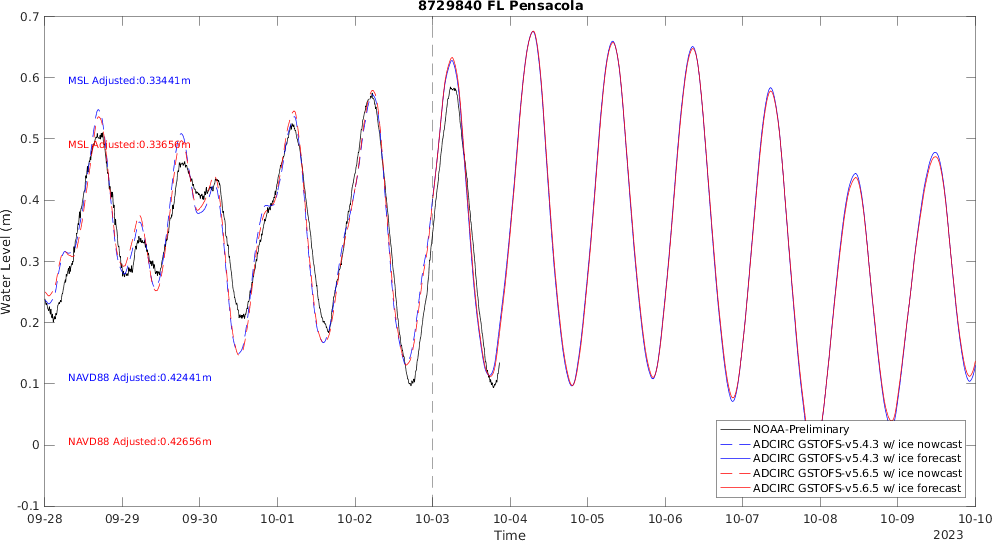 8729840 FL Pensacola
0.7
0.6
0.5
0.4
0.3
0.2
0.1
0
-0.1
Water Level (m)
MSL Adjusted:0.33441m
MSL Adjusted:0.33656m
NAVD88 Adjusted:0.42441m
NAVD88 Adjusted:0.42656m
NOAA-Preliminary
ADCIRC GSTOFS-v5.4.3 w/ ice nowcast
ADCIRC GSTOFS-v5.4.3 w/ ice forecast
ADCIRC GSTOFS-v5.6.5 w/ ice nowcast
ADCIRC GSTOFS-v5.6.5 w/ ice forecast
09-28 09-29 09-30 10-01 10-02 10-03 10-04 10-05 10-06 10-07 10-08 10-09 10-10
Time
2023